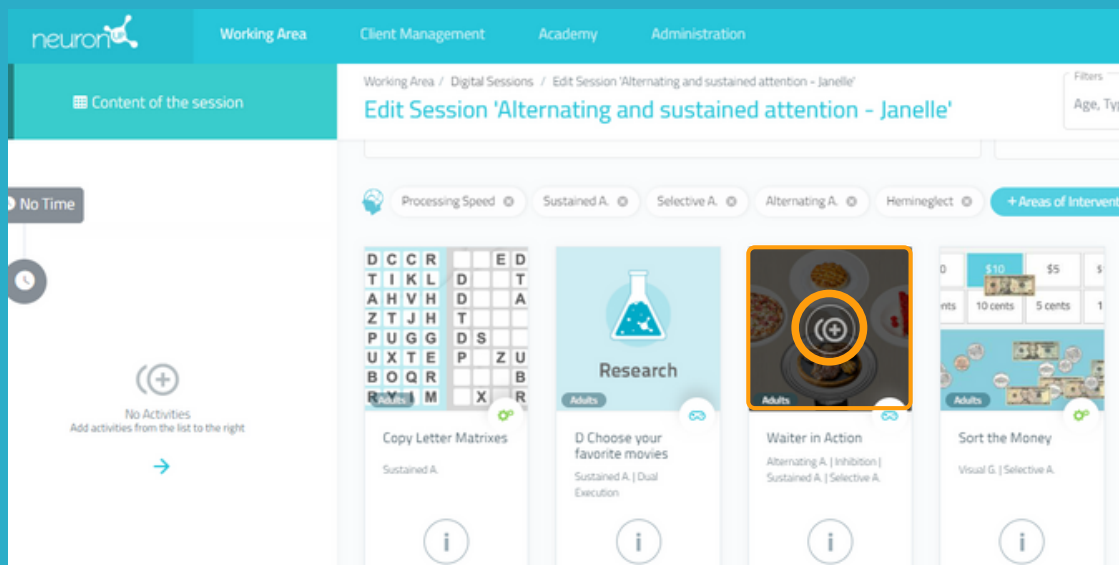 neuronUP
Working Area
Client Management
Academy
Administration
Content of the session
Working Area / Digital Sessions / Edit Session 'Alternating and sustained attention - Janelle'
Edit Session 'Alternating and sustained attention - Janelle'
Filters
Age, Ty
No Time
Processing Speed
Sustained A.
Selective A.
Alternating A.
Hemineglect
+ Areas of Intervent
No Activities
Add activities from the list to the right
D C C R E D
T I K L D T
A H V H D A
Z T J H T
P U G G D S
U X T E P Z U
B O Q R B
M X R
Adults
Copy Letter Matrixes
Sustained A.
i
Research
Adults
D Choose your
favorite movies
Sustained A. | Dual
Execution
i
Adults
Waiter in Action
Alternating A. | Inhibition |
Sustained A. | Selective A.
i
$10 $5
10 cents 5 cents 1
Adults
Sort the Money
Visual G. | Selective A.
i